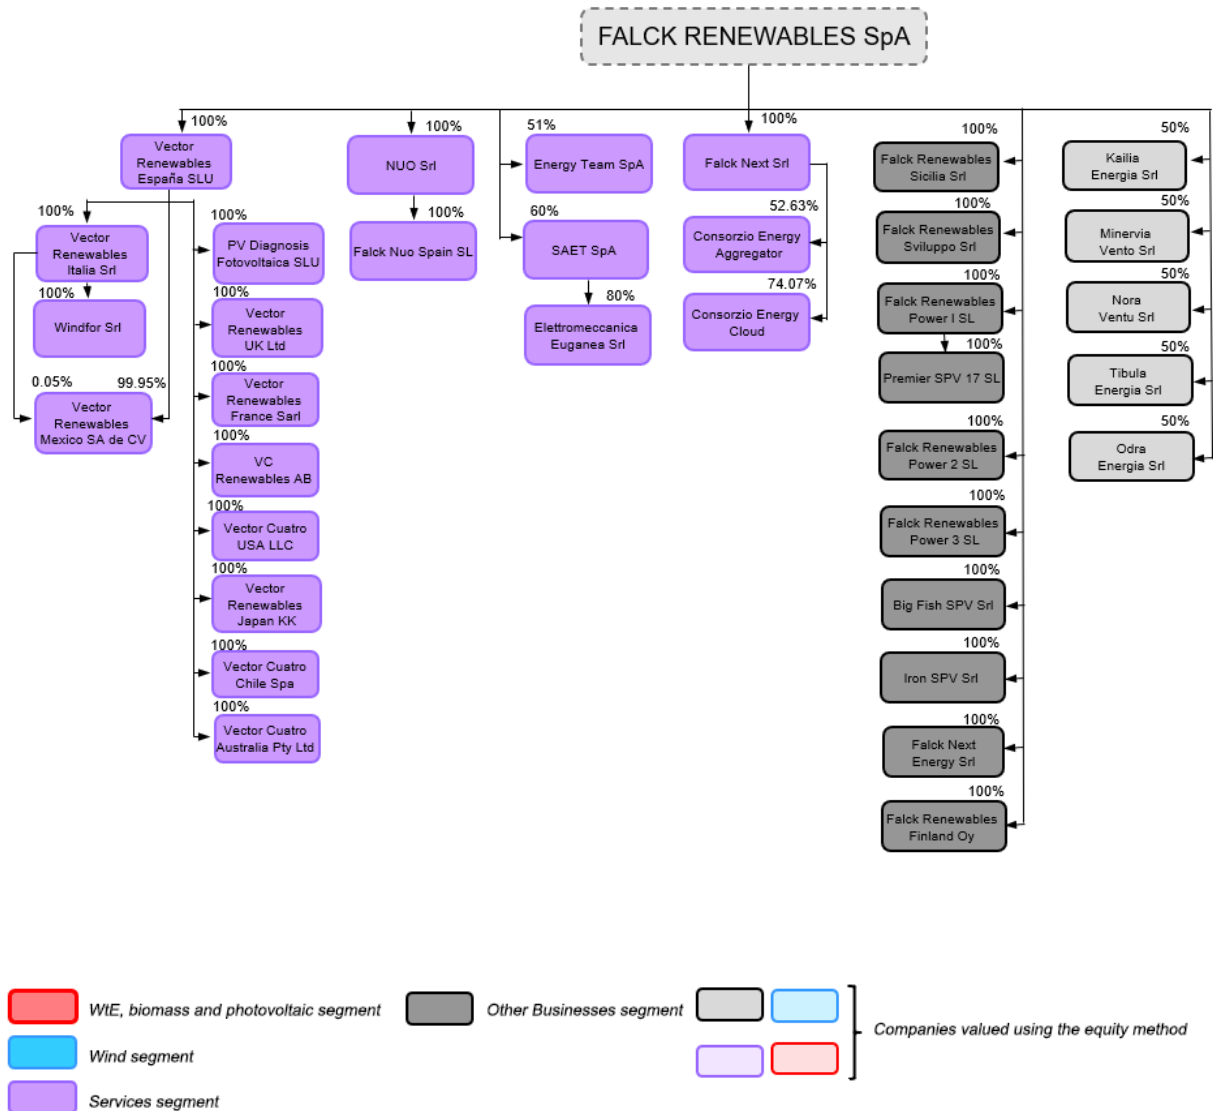 FALCK RENEWABLES SpA
100%
Vector
Renewables
España SLU
100%
Vector
Renewables
Italia Srl
100%
Windfor Srl
0.05%
99.95%
Vector
Renewables
Mexico SA de CV
100%
PV Diagnosis
Fotovoltaica SLU
100%
Vector
Renewables
UK Ltd
100%
Vector
Renewables
France Sarl
100%
VC
Renewables AB
100%
Vector Cuatro
USA LLC
100%
Vector
Renewables
Japan KK
100%
Vector Cuatro
Chile Spa
100%
Vector Cuatro
Australia Pty Ltd
100%
NUO Srl
100%
Falck Nuo Spain SL
51%
Energy Team SpA
60%
SAET SpA
80%
Elettromeccanica
Euganea Srl
100%
Falck Next Srl
52.63%
Consorzio Energy
Aggregator
74.07%
Consorzio Energy
Cloud
100%
Falck Renewables
Sicilia Srl
100%
Falck Renewables
Sviluppo Srl
100%
Falck Renewables
Power I SL
100%
Premier SPV 17 SL
100%
Falck Renewables
Power 2 SL
100%
Falck Renewables
Power 3 SL
100%
Big Fish SPV Srl
100%
Iron SPV Srl
100%
Falck Next
Energy Srl
100%
Falck Renewables
Finland Oy
50%
Kailia
Energia Srl
50%
Minervia
Vento Srl
50%
Nora
Ventu Srl
50%
Tibula
Energia Srl
50%
Odra
Energia Srl
WtE, biomass and photovoltaic segment
Wind segment
Services segment
Other Businesses segment
Companies valued using the equity method